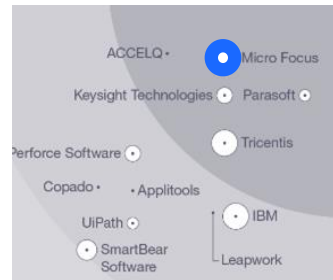 ACCELQ
Micro Focus
Keysight Technologies
Parasoft
Tricentis
Perforce Software
Copado
Applitools
UiPath
IBM
SmartBear
Software
Leapwork